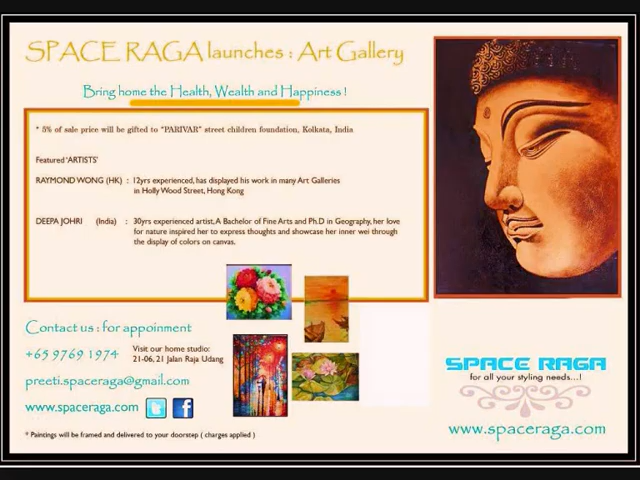 SPACE RAGA launches : Art Gallery
Bring home the Health, Wealth and Happiness !
* 5% of sale price will be gifted to "PARIVAR" street children foundation, Kolkata, India
Featured 'ARTISTS'
RAYMOND WONG (HK) : 12yrs experienced, has displayed his work in many Art Galleries
in Holly Wood Street, Hong Kong
DEEPA JOHRI (India) : 30yrs experienced artist, A Bachelor of Fine Arts and Ph.D in Geography, her love
for nature inspired her to express thoughts and showcase her inner wei through
the display of colors on canvas.
Contact us : for appoinment
+65 9769 1974
Visit our home studio:
21-06, 21 Jalan Raja Udang
preeti.spaceraga@gmail.com
www.spaceraga.com
* Paintings will be framed and delivered to your doorstep ( charges applied )
SPACE RAGA
for all your styling needs...!
www.spaceraga.com